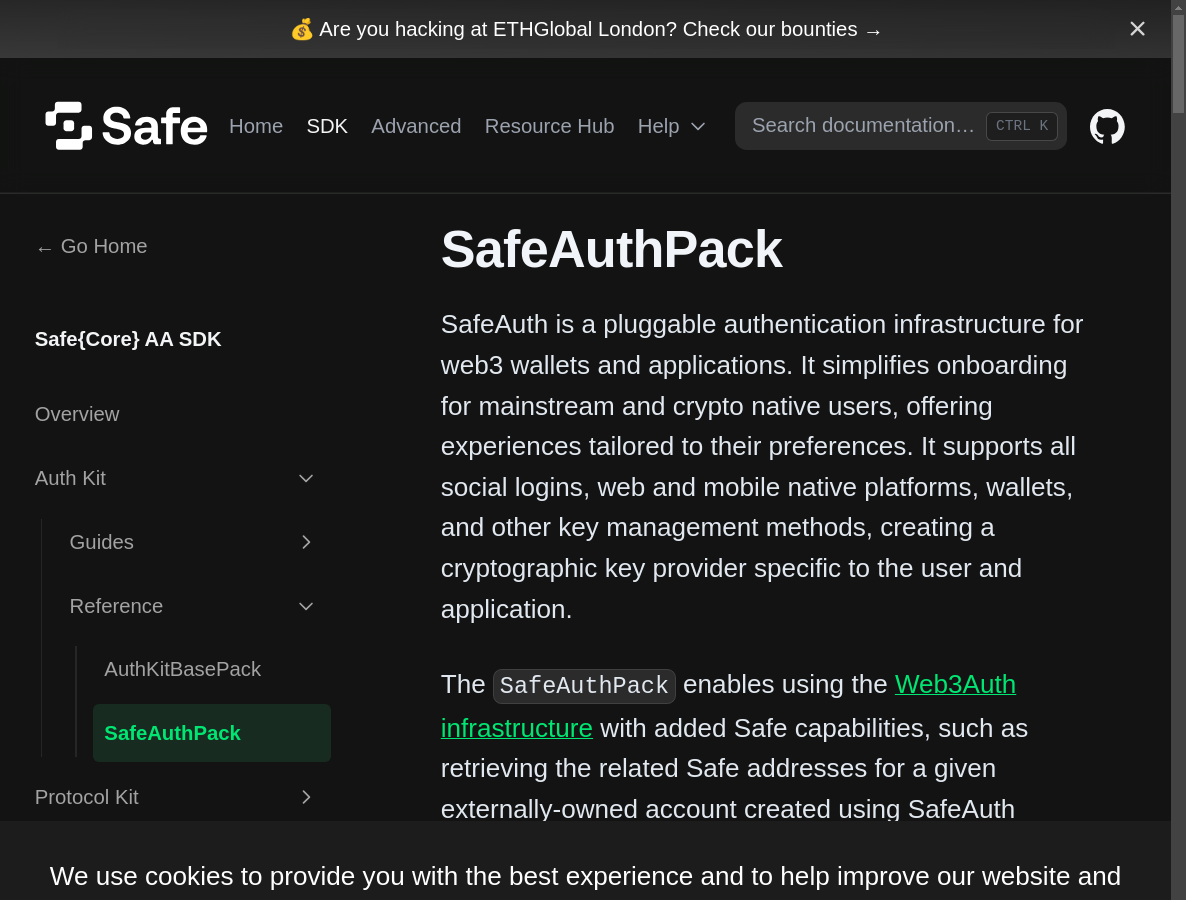 💰 Are you hacking at ETHGlobal London? Check our bounties →
Safe
Home SDK Advanced Resource Hub Help
Search documentation… CTRL K
← Go Home
Safe{Core} AA SDK
Overview
Auth Kit
Guides
Reference
AuthKitBasePack
SafeAuthPack
Protocol Kit
SafeAuthPack
SafeAuth is a pluggable authentication infrastructure for
web3 wallets and applications. It simplifies onboarding
for mainstream and crypto native users, offering
experiences tailored to their preferences. It supports all
social logins, web and mobile native platforms, wallets,
and other key management methods, creating a
cryptographic key provider specific to the user and
application.
The SafeAuthPack enables using the Web3Auth
infrastructure with added Safe capabilities, such as
retrieving the related Safe addresses for a given
externally-owned account created using SafeAuth
We use cookies to provide you with the best experience and to help improve our website and